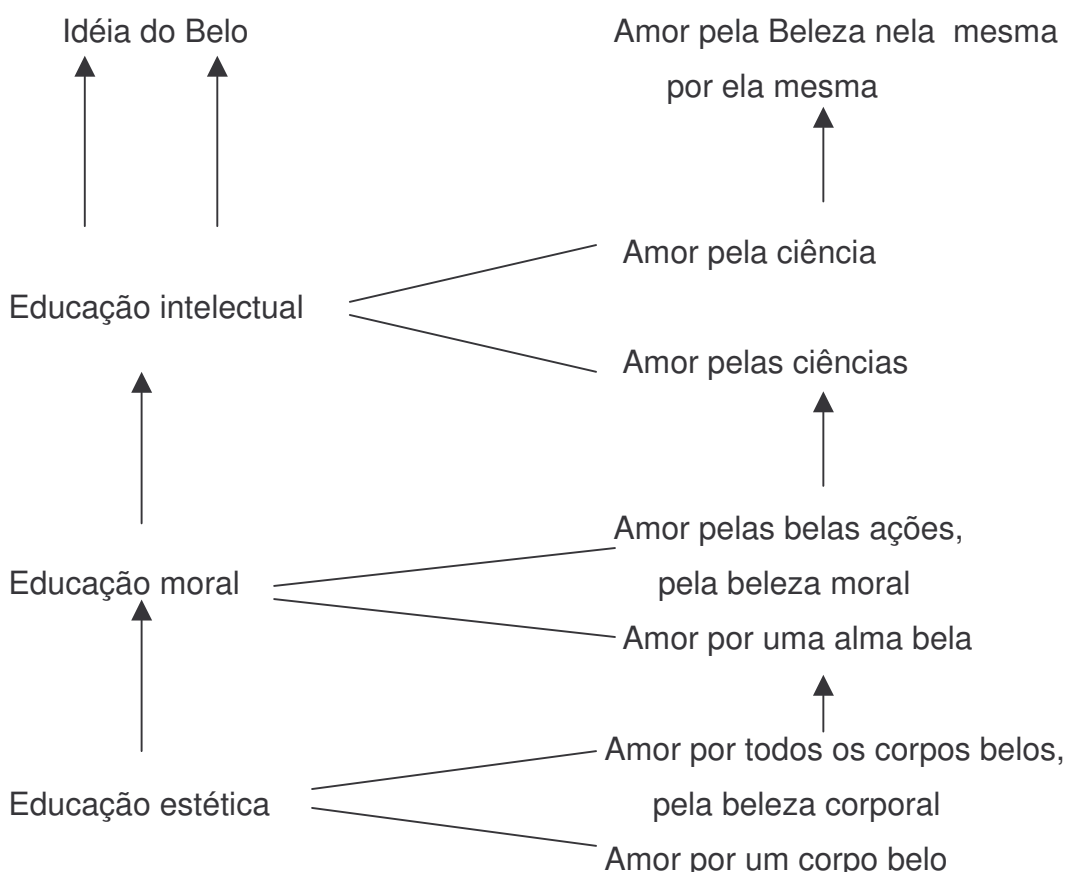 Idéia do Belo
Amor pela Beleza nela mesma
por ela mesma
Amor pela ciência
Educação intelectual
Amor pelas ciências
Amor pelas belas ações,
pela beleza moral
Educação moral
Amor por uma alma bela
Amor por todos os corpos belos,
pela beleza corporal
Educação estética
Amor por um corpo belo